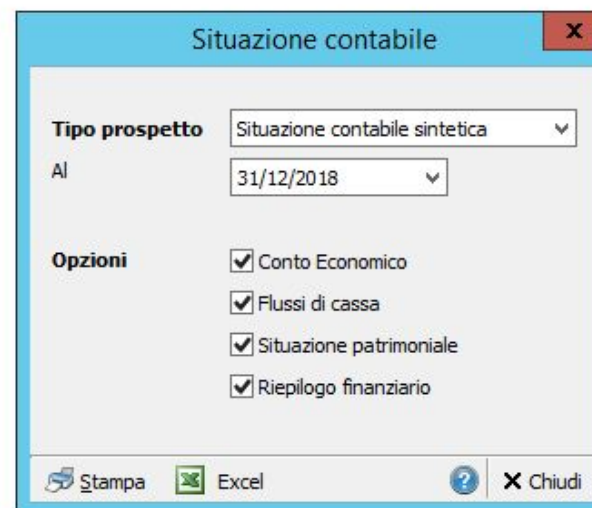 Situazione contabile
Tipo prospetto Situazione contabile sintetica
Al 31/12/2018
Opzioni Conto Economico
Flussi di cassa
Situazione patrimoniale
Riepilogo finanziario
Stampa Excel ? X Chiudi